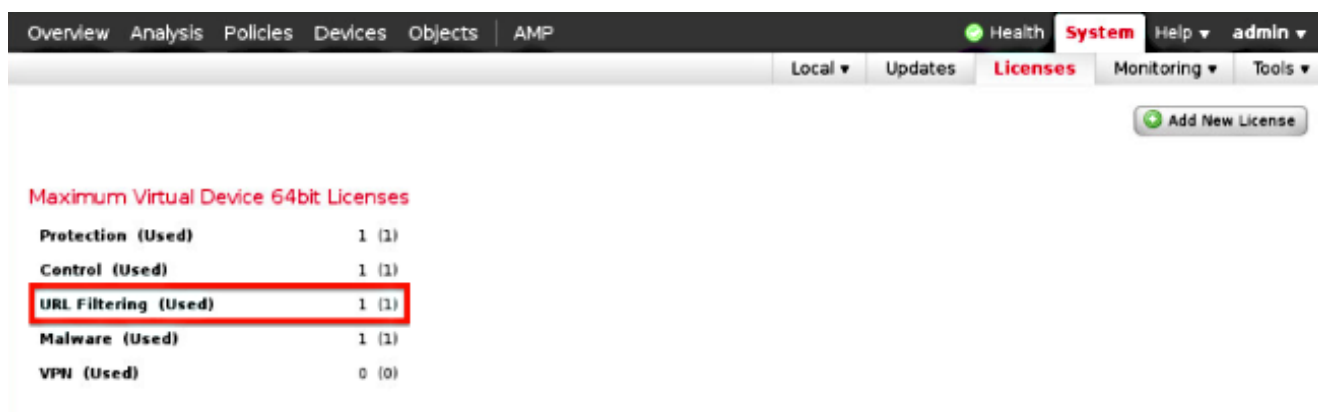 Overview Analysis Policies Devices Objects AMP Health System Help admin
Local Updates Licenses Monitoring Tools
Add New License
Maximum Virtual Device 64bit Licenses
Protection (Used) 1 (1)
Control (Used) 1 (1)
URL Filtering (Used) 1 (1)
Malware (Used) 1 (1)
VPN (Used) 0 (0)